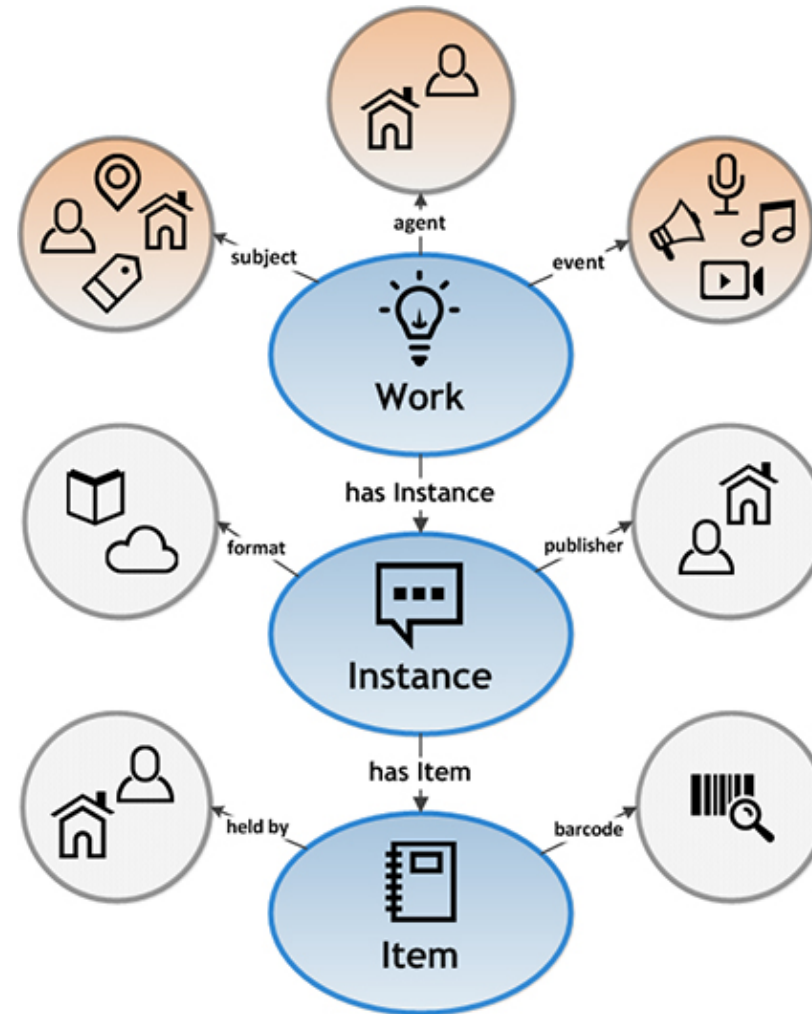 agent
subject
event
Work
has Instance
format
publisher
Instance
has Item
held by
barcode
Item